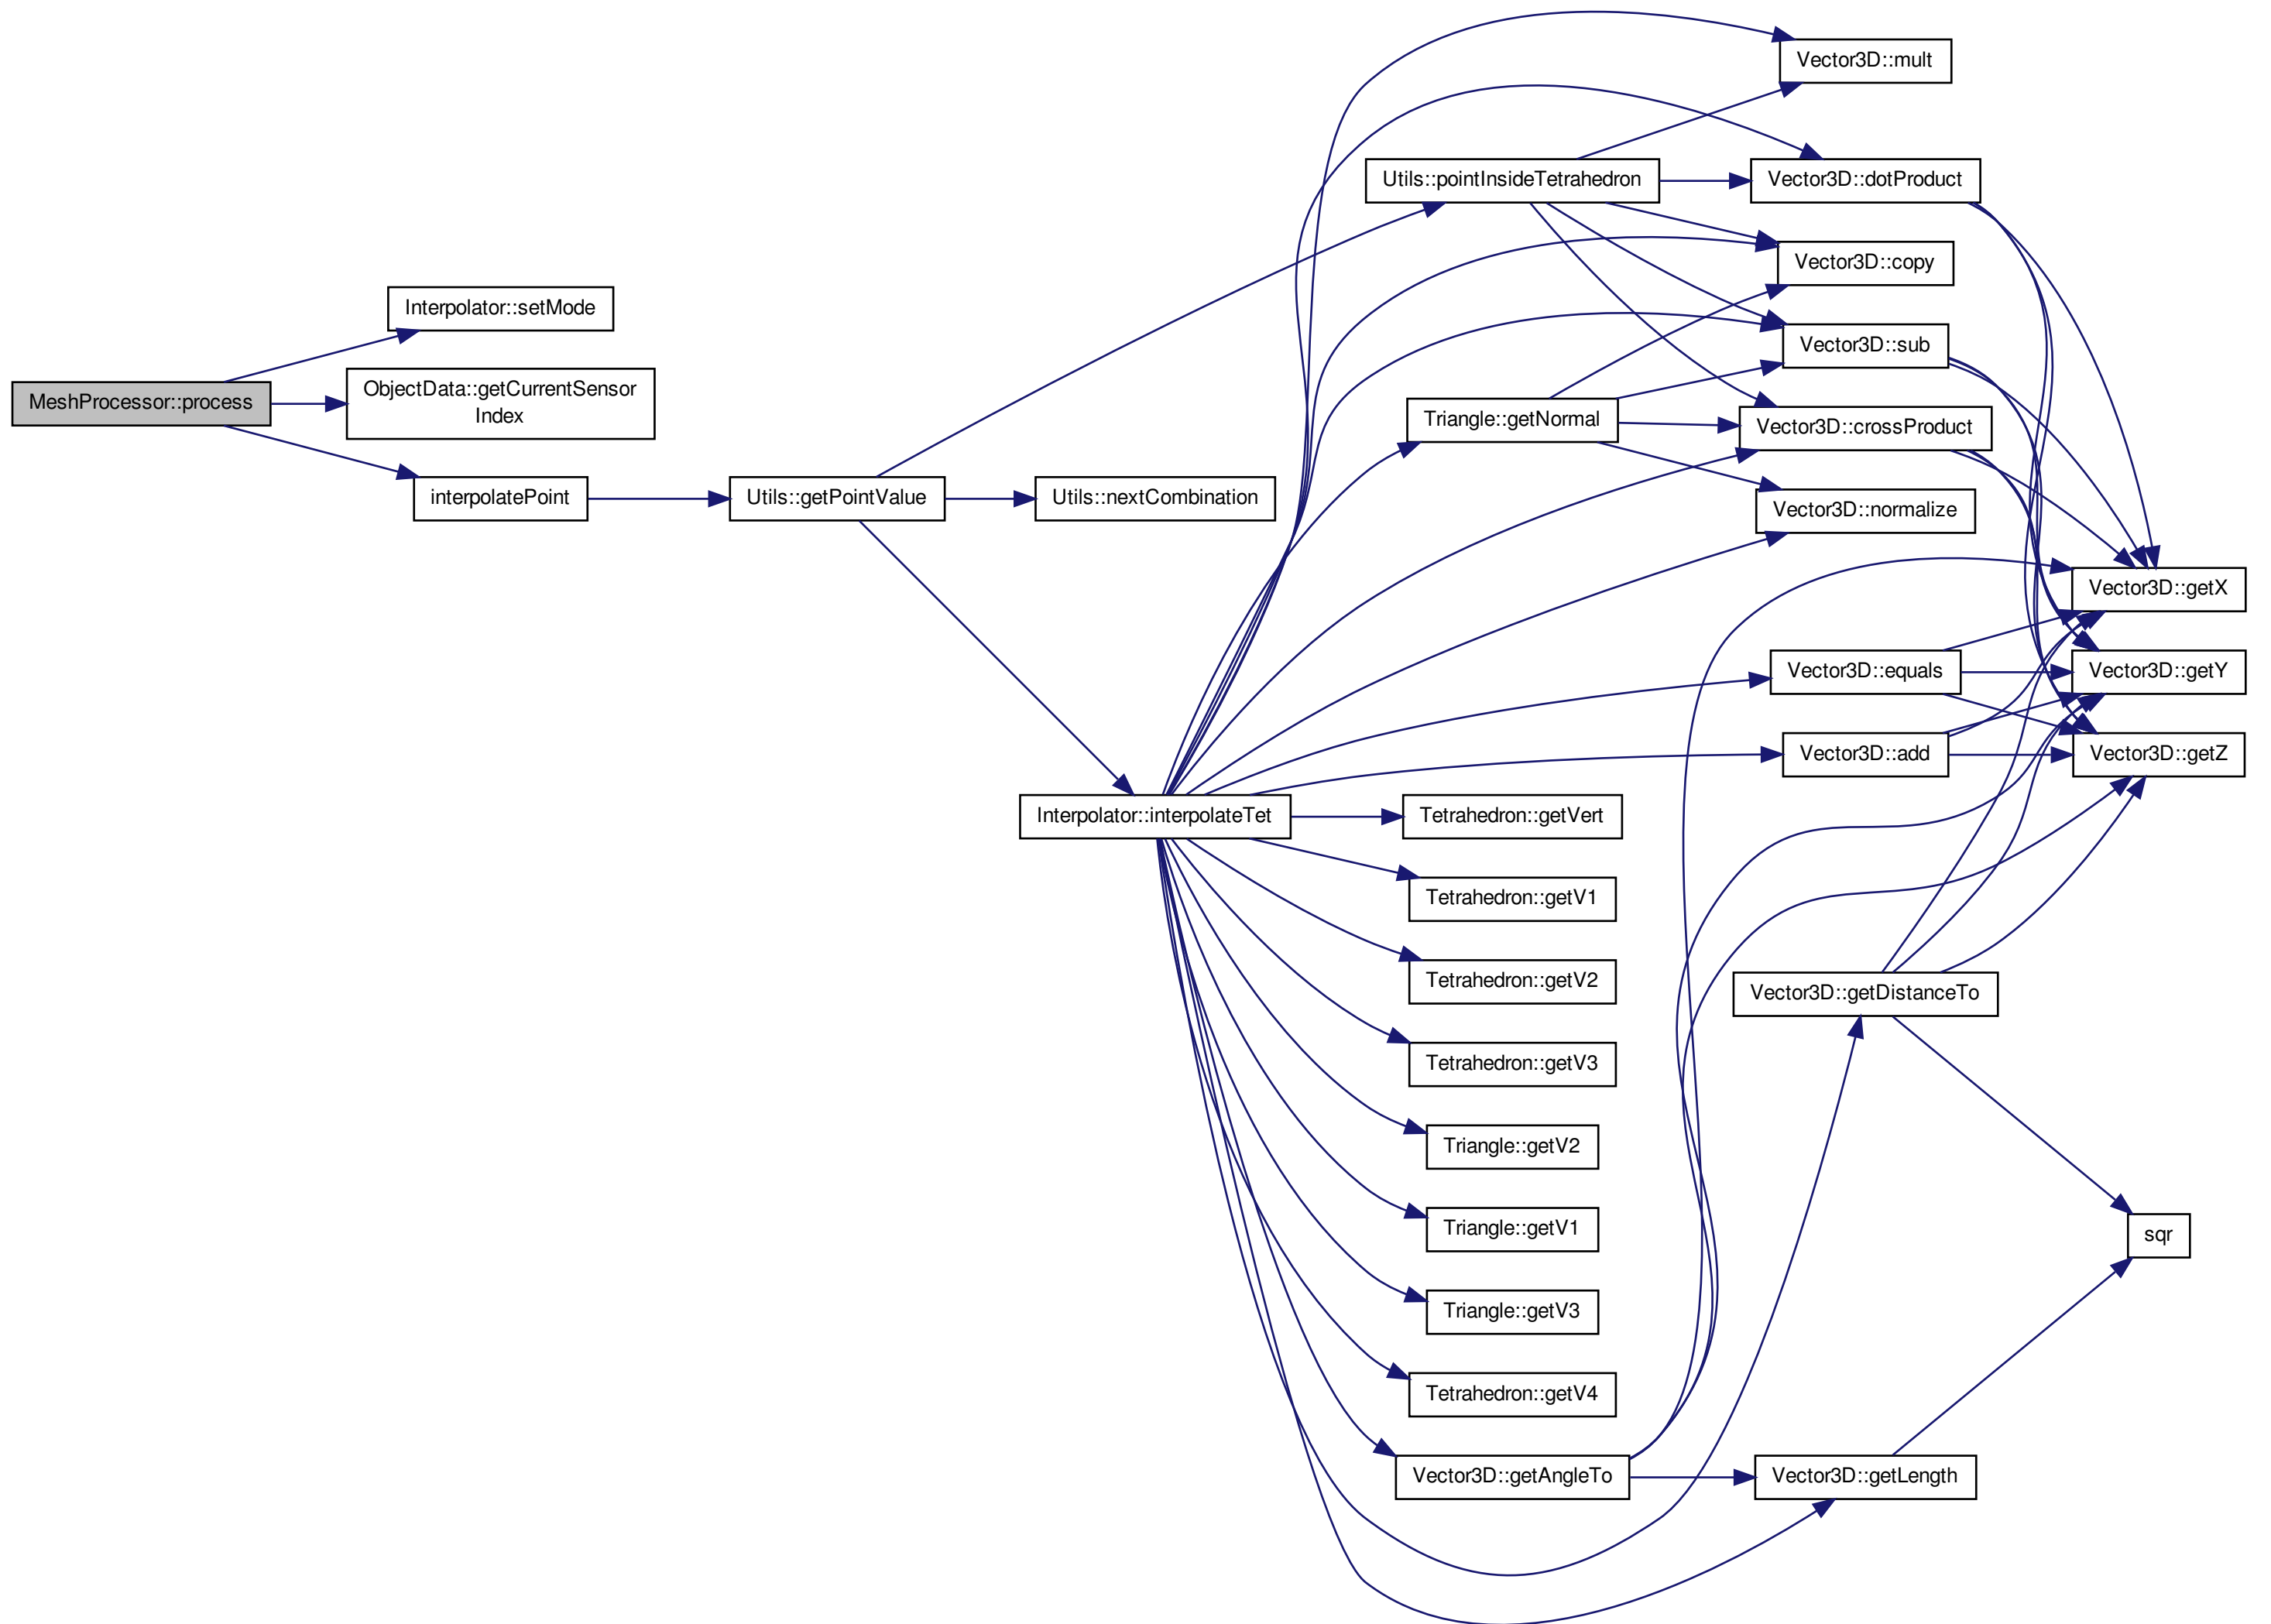 MeshProcessor::process
Interpolator::setMode
ObjectData::getCurrentSensor
Index
interpolatePoint
Utils::getPointValue
Utils::nextCombination
Interpolator::interpolateTet
Utils::pointInsideTetrahedron
Triangle::getNormal
Tetrahedron::getVert
Tetrahedron::getV1
Tetrahedron::getV2
Tetrahedron::getV3
Triangle::getV2
Triangle::getV1
Triangle::getV3
Tetrahedron::getV4
Vector3D::getAngleTo
Vector3D::mult
Vector3D::dotProduct
Vector3D::copy
Vector3D::sub
Vector3D::crossProduct
Vector3D::normalize
Vector3D::equals
Vector3D::add
Vector3D::getDistanceTo
Vector3D::getLength
Vector3D::getX
Vector3D::getY
Vector3D::getZ
sqr